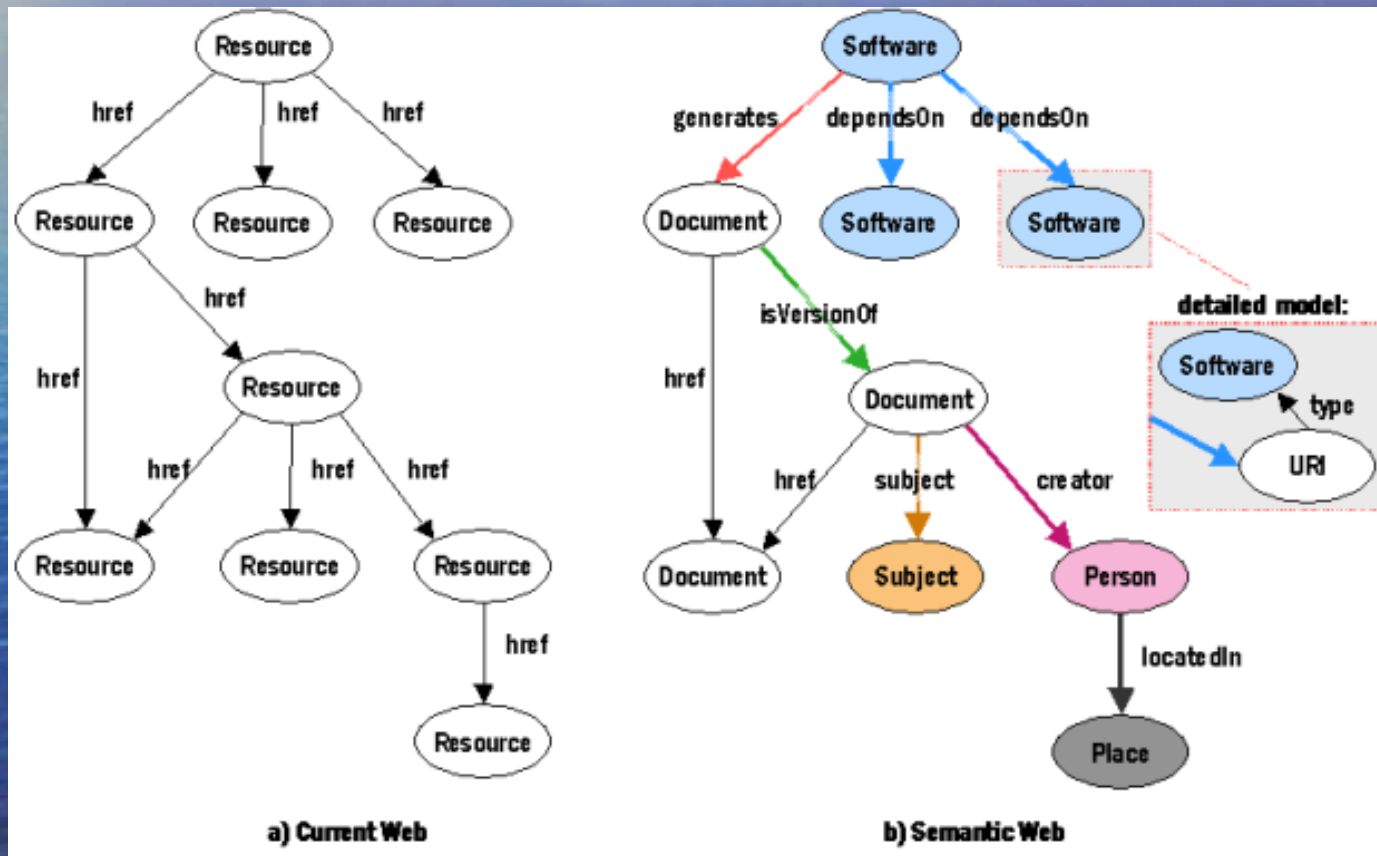 Resource
href
href
href
Resource
Resource
Resource
href
href
Resource
href
href
href
Resource
Resource
Resource
href
Resource
a) Current Web
Software
generates
dependsOn
dependsOn
Document
Software
Software
isVersionOf
href
Document
href
subject
creator
Document
Subject
Person
locatedIn
Place
detailed model:
Software
type
URI
b) Semantic Web